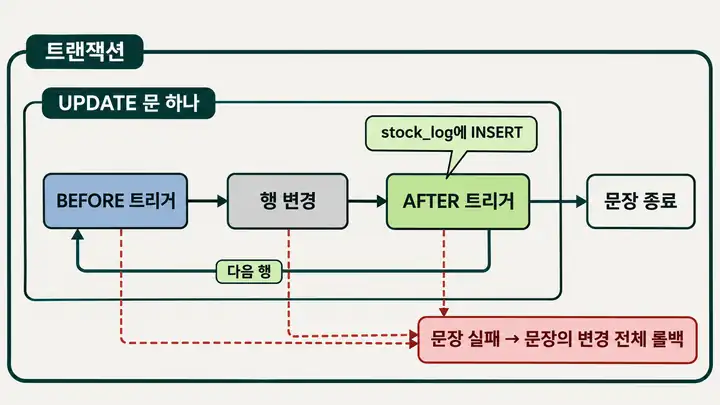 트랜잭션
UPDATE 문 하나
stock_log에 INSERT
BEFORE 트리거
행 변경
AFTER 트리거
문장 종료
다음 행
문장 실패 → 문장의 변경 전체 롤백